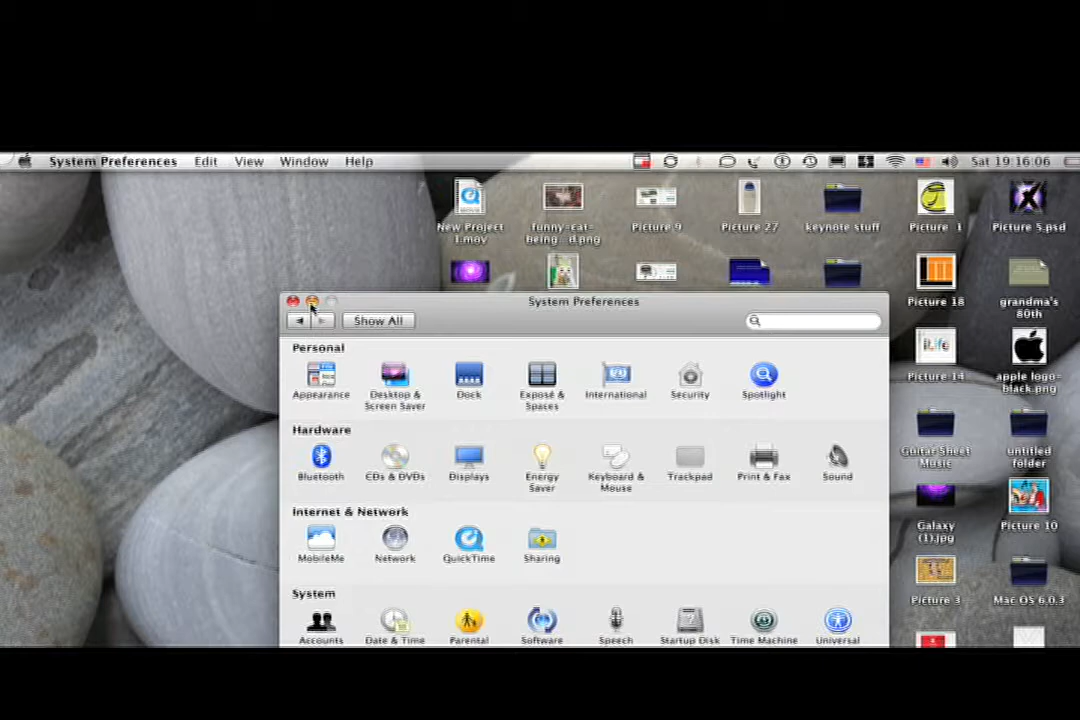 System Preferences Edit View Window Help Sat 19:16:06
New Project 1.mov
funny-cat-being...d.png
Picture 9
Picture 27
keynote stuff
Picture 1
Picture 5.psd
System Preferences
Picture 18
grandma's 80th
Show All
Personal
iLife
Picture 14
apple logo-black.png
Appearance
Desktop & Screen Saver
Dock
Exposé & Spaces
International
Security
Spotlight
Hardware
Guitar Sheet Music
untitled folder
Bluetooth
CDs & DVDs
Displays
Energy Saver
Keyboard & Mouse
Trackpad
Print & Fax
Sound
Internet & Network
Galaxy (1).jpg
Picture 10
MobileMe
Network
QuickTime
Sharing
System
Picture 3
Mac OS 6.0.3
Accounts
Date & Time
Parental
Software
Speech
Startup Disk
Time Machine
Universal